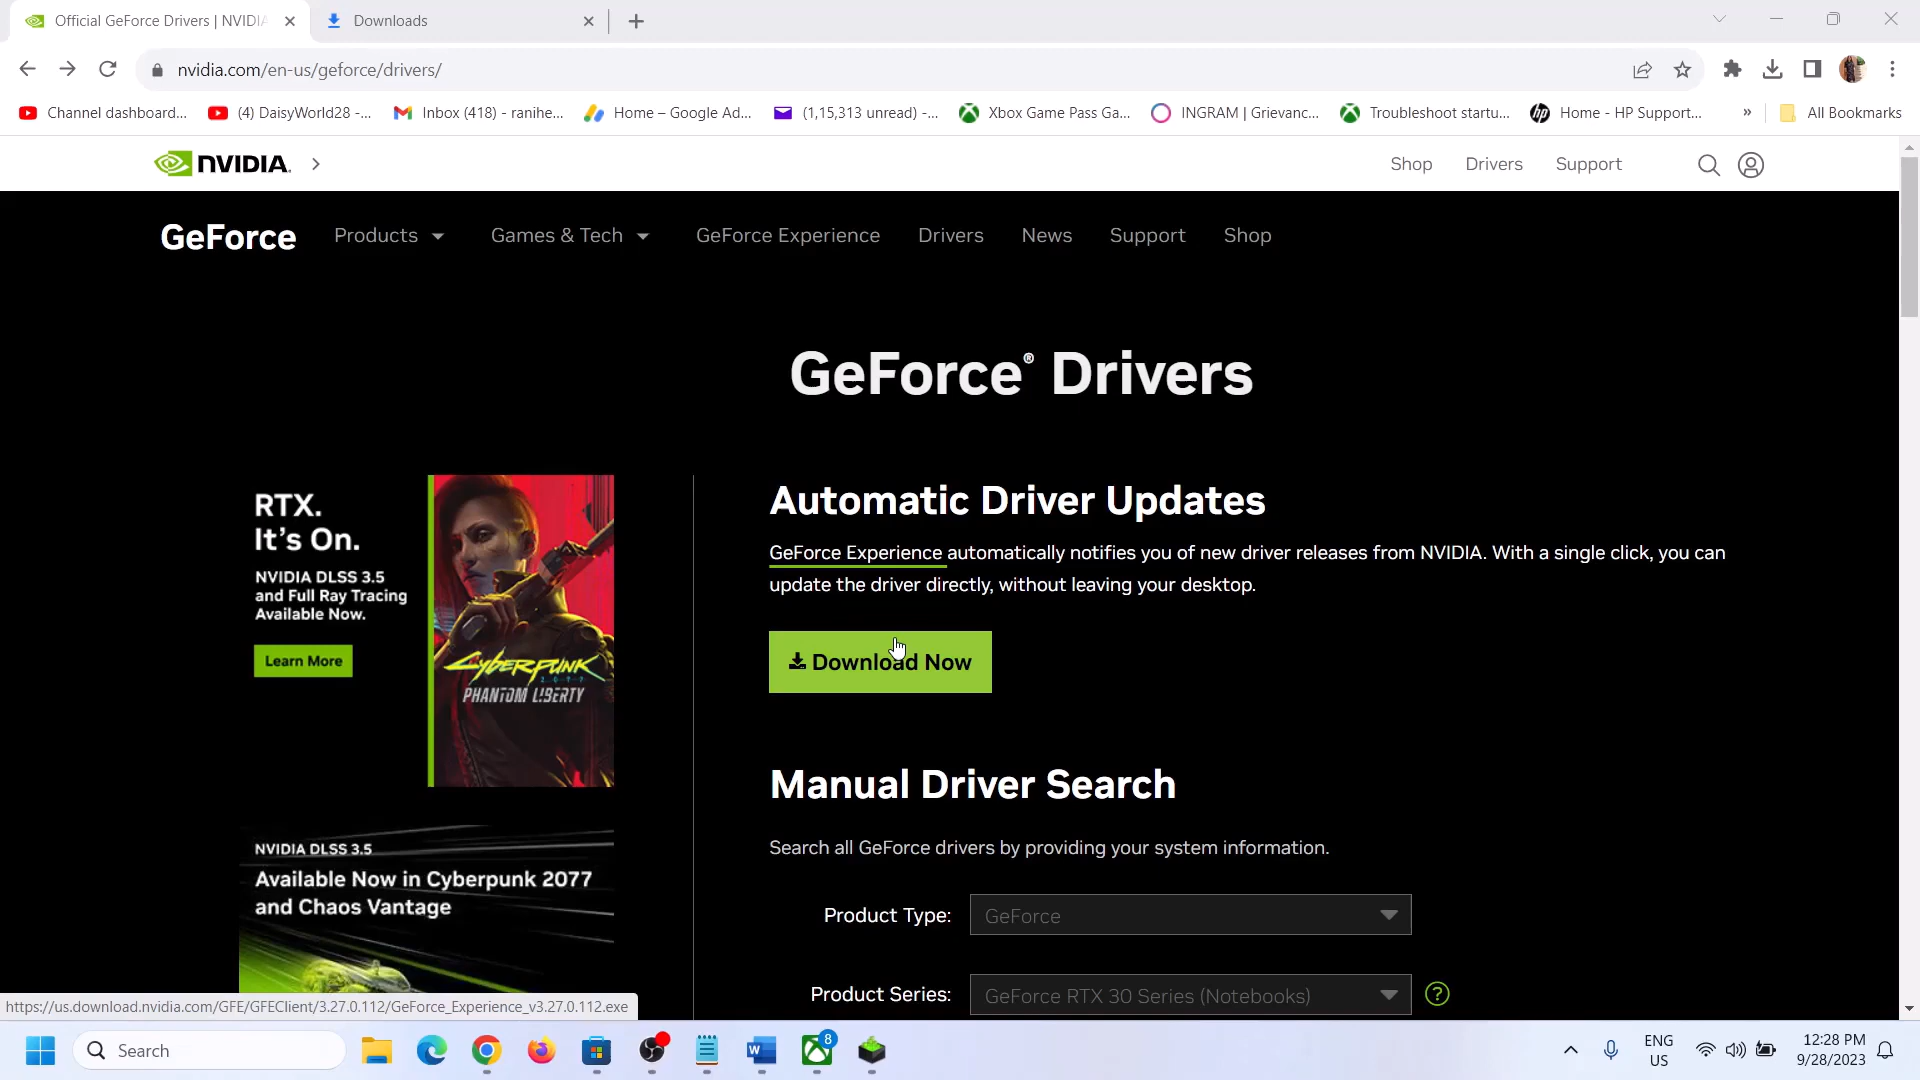 Official GeForce Drivers | NVIDIA
Downloads
nvidia.com/en-us/geforce/drivers/
Channel dashboard...
(4) DaisyWorld28 -...
Inbox (418) - ranihe...
Home – Google Ad...
(1,15,313 unread) -...
Xbox Game Pass Ga...
INGRAM | Grievanc...
Troubleshoot startu...
Home - HP Support...
»
All Bookmarks
NVIDIA.
Shop
Drivers
Support
GeForce
Products
Games & Tech
GeForce Experience
Drivers
News
Support
Shop
GeForce® Drivers
RTX.
It's On.
NVIDIA DLSS 3.5
and Full Ray Tracing
Available Now.
Learn More
CYBERPUNK
2077
PHANTOM LIBERTY
Automatic Driver Updates
GeForce Experience automatically notifies you of new driver releases from NVIDIA. With a single click, you can
update the driver directly, without leaving your desktop.
Download Now
Manual Driver Search
Search all GeForce drivers by providing your system information.
Product Type:
GeForce
Product Series:
GeForce RTX 30 Series (Notebooks)
?
NVIDIA DLSS 3.5
Available Now in Cyberpunk 2077
and Chaos Vantage
https://us.download.nvidia.com/GFE/GFEClient/3.27.0.112/GeForce_Experience_v3.27.0.112.exe
Search
W
8
ENG
US
12:28 PM
9/28/2023